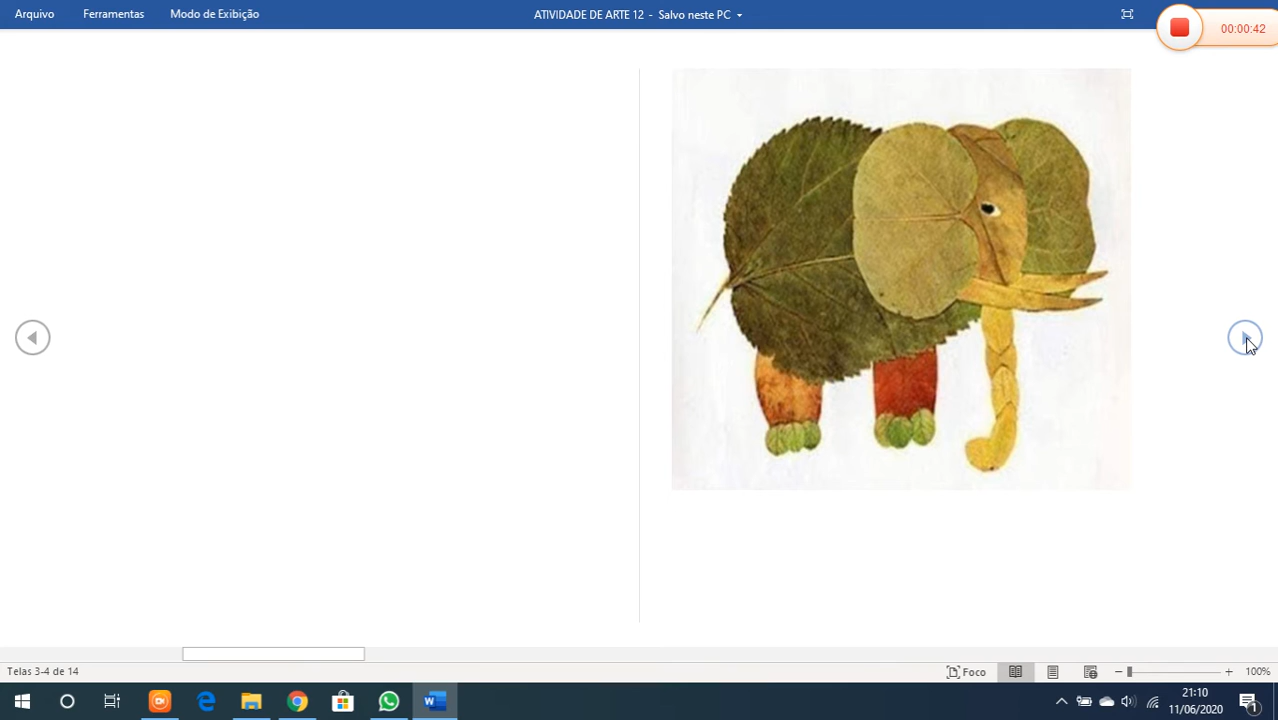 Arquivo Ferramentas Modo de Exibição ATIVIDADE DE ARTE 12 - Salvo neste PC
00:00:42
Telas 3-4 de 14 Foco 100%
21:10
11/06/2020
1